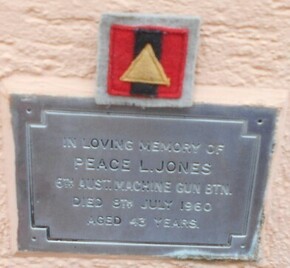 IN LOVING MEMORY OF
PEACE L. JONES
5TH AUST. MACHINE GUN BTN.
DIED 8TH JULY 1960
AGED 43 YEARS.